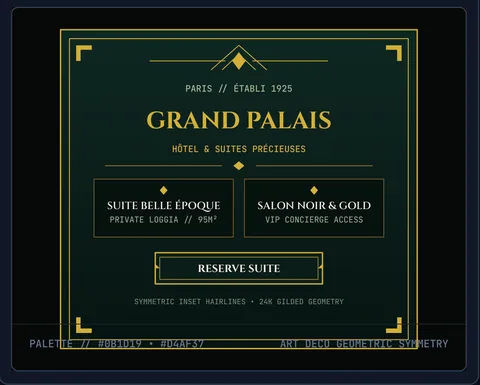 PARIS // ÉTABLI 1925
GRAND PALAIS
HÔTEL & SUITES PRÉCIEUSES
SUITE BELLE ÉPOQUE
PRIVATE LOGGIA // 95M²
SALON NOIR & GOLD
VIP CONCIERGE ACCESS
RESERVE SUITE
SYMMETRIC INSET HAIRLINES • 24K GILDED GEOMETRY
PALETTE // #0B1D19 • #D4AF37
ART DECO GEOMETRIC SYMMETRY